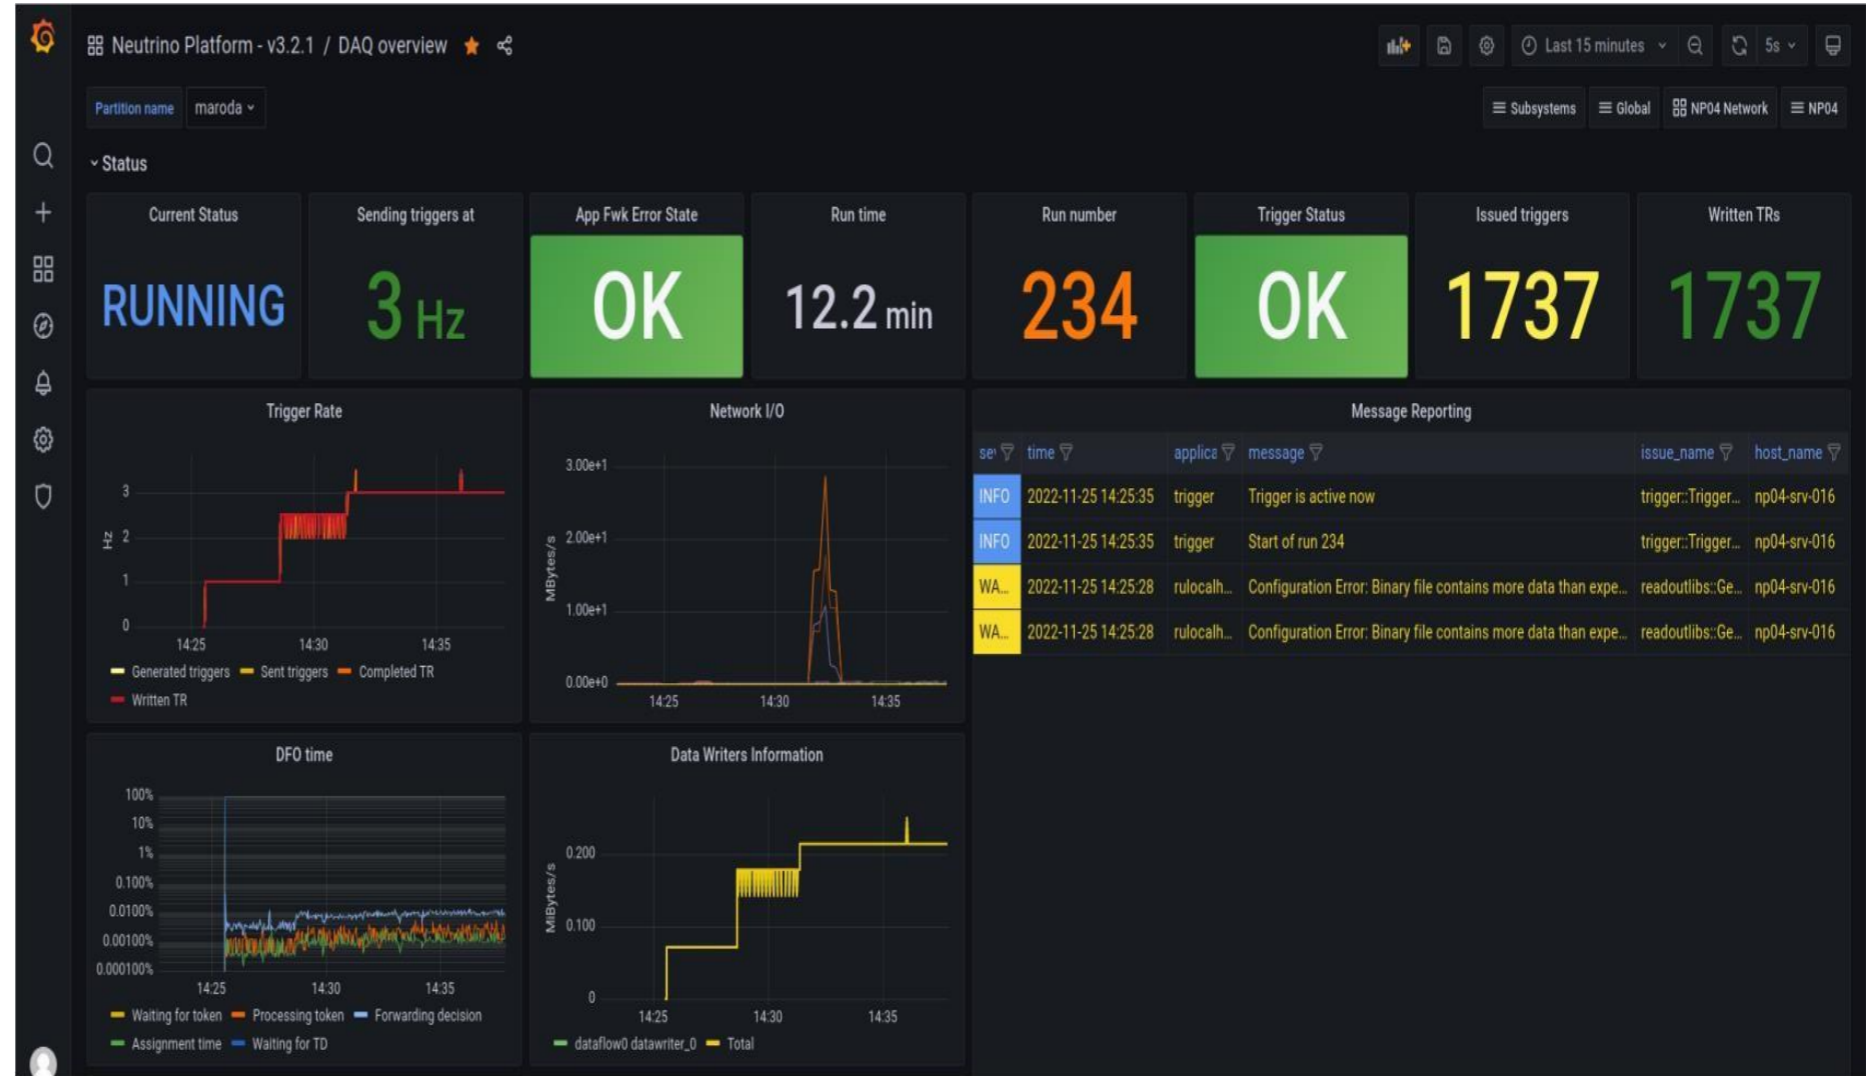 Neutrino Platform - v3.2.1 / DAQ overview
Last 15 minutes
5s
Partition name maroda
Subsystems Global NP04 Network NP04
Status
Current Status Sending triggers at App Fwk Error State Run time Run number Trigger Status Issued triggers Written TRs
RUNNING 3 Hz OK 12.2 min 234 OK 1737 1737
Trigger Rate
3
2
1
0
Hz
14:25 14:30 14:35
Generated triggers Sent triggers Completed TR
Written TR
Network I/O
3.00e+1
2.00e+1
1.00e+1
0.00e+0
MBytes/s
14:25 14:30 14:35
Message Reporting
time applica message issue_name host_name
INFO 2022-11-25 14:25:35 trigger Trigger is active now trigger::Trigger... np04-srv-016
INFO 2022-11-25 14:25:35 trigger Start of run 234 trigger::Trigger... np04-srv-016
WA... 2022-11-25 14:25:28 rulocalh... Configuration Error: Binary file contains more data than expe... readoutlibs::Ge... np04-srv-016
WA... 2022-11-25 14:25:28 rulocalh... Configuration Error: Binary file contains more data than expe... readoutlibs::Ge... np04-srv-016
DFO time
100%
10%
1%
0.100%
0.0100%
0.00100%
0.000100%
14:25 14:30 14:35
Waiting for token Processing token Forwarding decision
Assignment time Waiting for TD
Data Writers Information
0.200
0.100
0
MiBytes/s
14:25 14:30 14:35
dataflow0 datawriter_0 Total